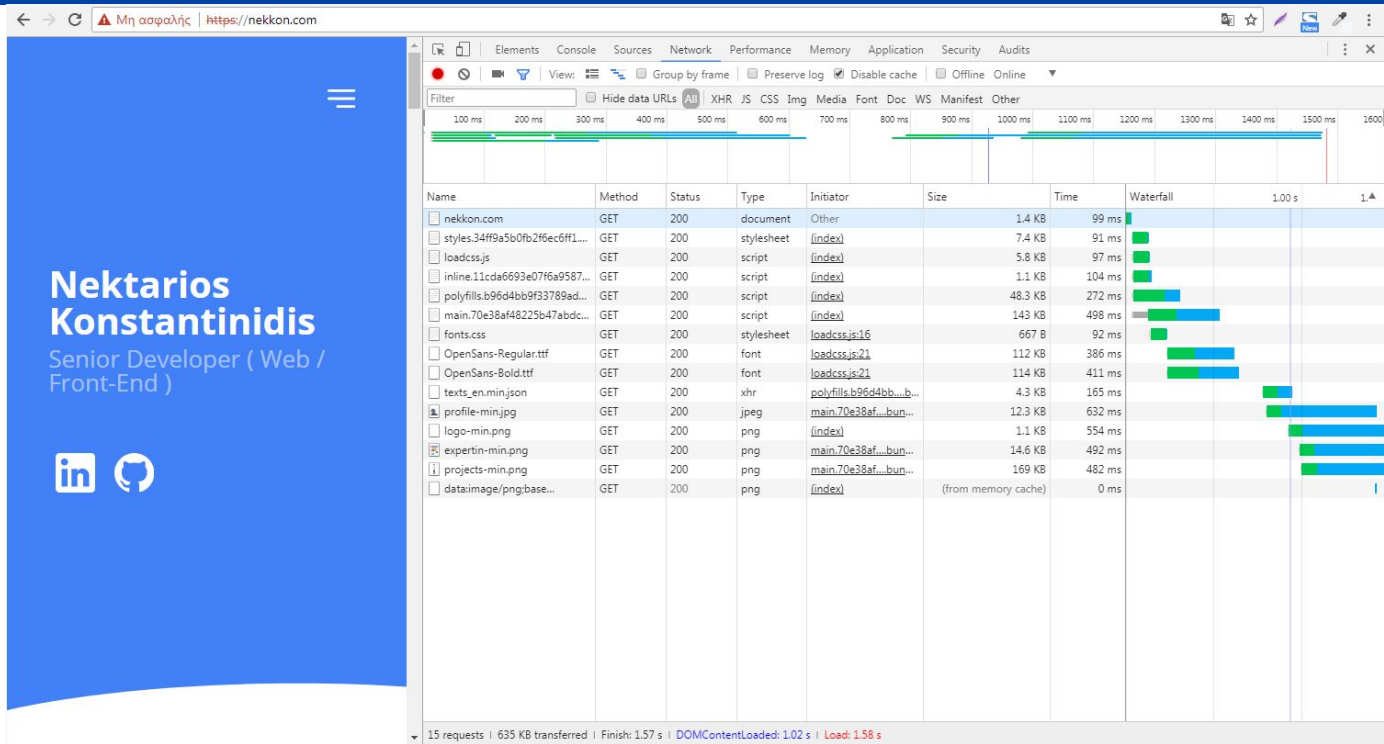 Μη ασφαλής | https://nekkon.com
New
Nektarios
Konstantinidis
Senior Developer ( Web /
Front-End )
in
Elements Console Sources Network Performance Memory Application Security Audits
View: Group by frame Preserve log Disable cache Offline Online
Filter Hide data URLs All XHR JS CSS Img Media Font Doc WS Manifest Other
100 ms 200 ms 300 ms 400 ms 500 ms 600 ms 700 ms 800 ms 900 ms 1000 ms 1100 ms 1200 ms 1300 ms 1400 ms 1500 ms 1600
Name Method Status Type Initiator Size Time Waterfall 1.00 s 1.
nekkon.com GET 200 document Other 1.4 KB 99 ms
styles.34ff9a5b0fb2f6ec6ff1.... GET 200 stylesheet (index) 7.4 KB 91 ms
loadcss.js GET 200 script (index) 5.8 KB 97 ms
inline.11cda6693e07f6a9587... GET 200 script (index) 1.1 KB 104 ms
polyfills.b96d4bb9f33789ad... GET 200 script (index) 48.3 KB 272 ms
main.70e38af48225b47abdc... GET 200 script (index) 143 KB 498 ms
fonts.css GET 200 stylesheet loadcss.js:16 667 B 92 ms
OpenSans-Regular.ttf GET 200 font loadcss.js:21 112 KB 386 ms
OpenSans-Bold.ttf GET 200 font loadcss.js:21 114 KB 411 ms
texts_en.min.json GET 200 xhr polyfills.b96d4bb....b... 4.3 KB 165 ms
profile-min.jpg GET 200 jpeg main.70e38af....bun... 12.3 KB 632 ms
logo-min.png GET 200 png (index) 1.1 KB 554 ms
expertin-min.png GET 200 png main.70e38af....bun... 14.6 KB 492 ms
projects-min.png GET 200 png main.70e38af....bun... 169 KB 482 ms
data:image/png;base... GET 200 png (index) (from memory cache) 0 ms
15 requests | 635 KB transferred | Finish: 1.57 s | DOMContentLoaded: 1.02 s | Load: 1.58 s